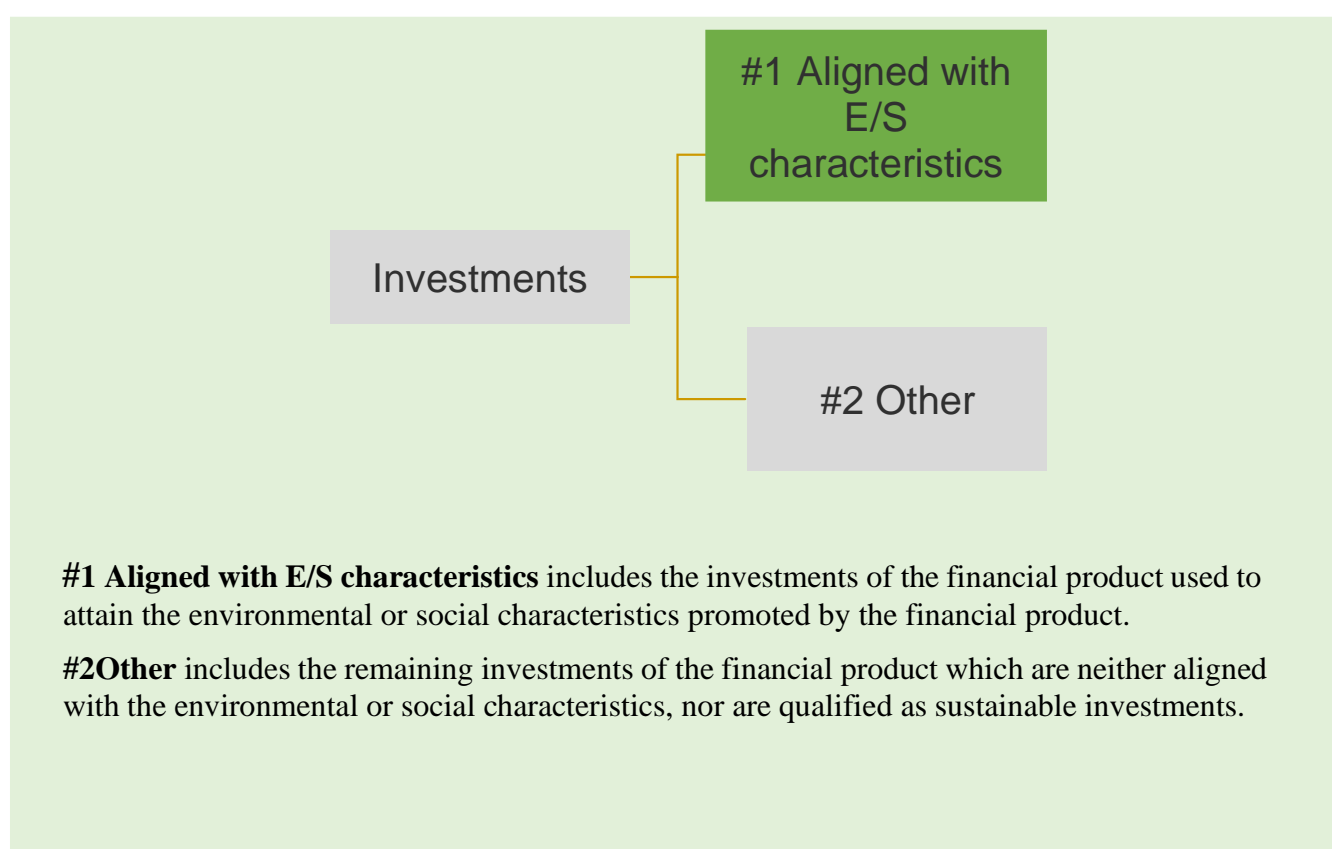 #1 Aligned with
E/S
characteristics
Investments
#2 Other
#1 Aligned with E/S characteristics includes the investments of the financial product used to
attain the environmental or social characteristics promoted by the financial product.
#2Other includes the remaining investments of the financial product which are neither aligned
with the environmental or social characteristics, nor are qualified as sustainable investments.